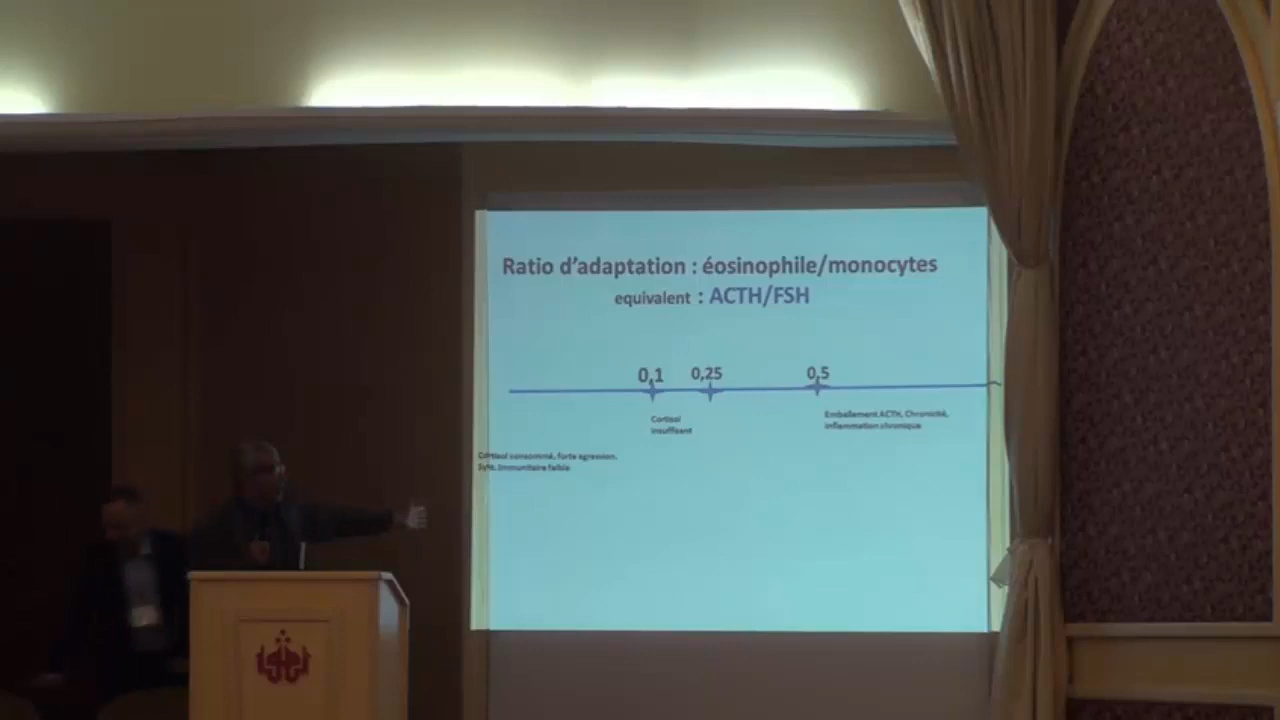 Ratio d'adaptation : éosinophile/monocytes
equivalent : ACTH/FSH
0,1 0,25 0,5
Cortisol
insuffisant
Emballement ACTH, Chronicité,
inflammation chronique
Cortisol consommé, forte agression.
Syst. Immunitaire faible